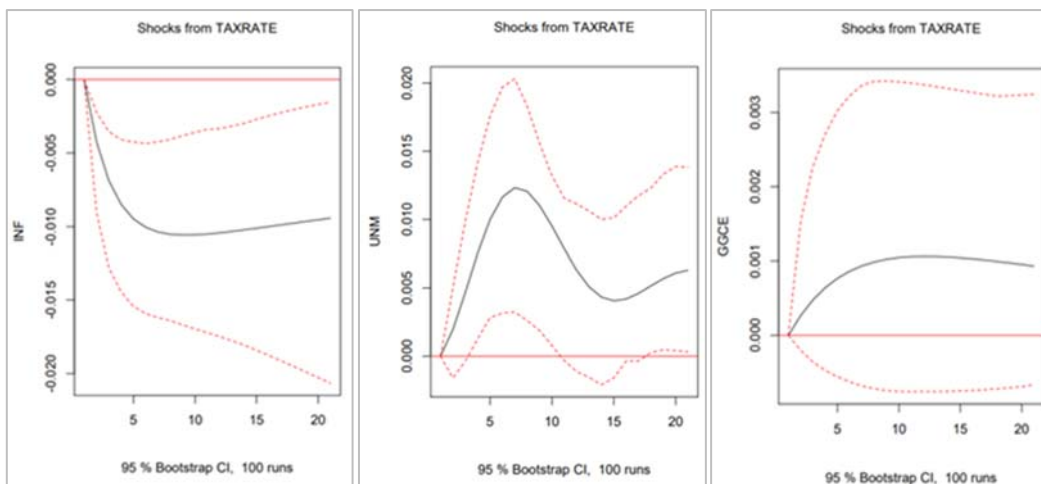 Shocks from TAXRATE
INF
0.000
-0.005
-0.010
-0.015
-0.020
5 10 15 20
95 % Bootstrap CI, 100 runs
Shocks from TAXRATE
UNM
0.020
0.015
0.010
0.005
0.000
5 10 15 20
95 % Bootstrap CI, 100 runs
Shocks from TAXRATE
GGCE
0.003
0.002
0.001
0.000
5 10 15 20
95 % Bootstrap CI, 100 runs